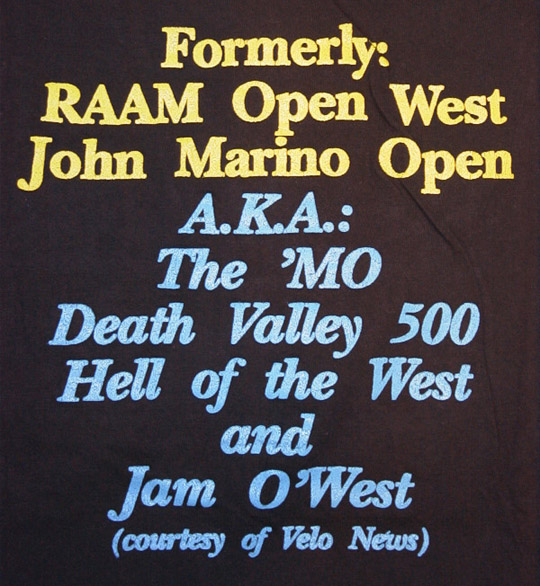 Formerly:
RAAM Open West
John Marino Open
A.K.A.:
The 'MO
Death Valley 500
Hell of the West
and
Jam O'West
(courtesy of Velo News)